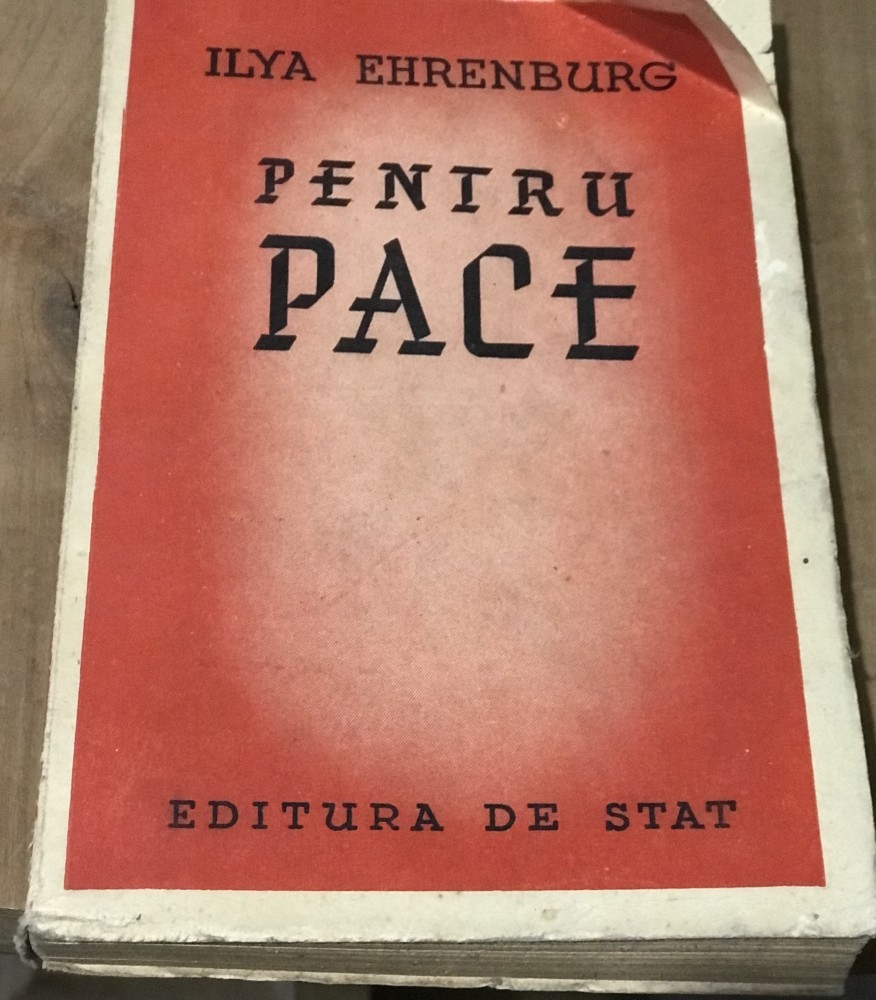 ILYA EHRENBURG
PENTRU
PACE
EDITURA DE STAT